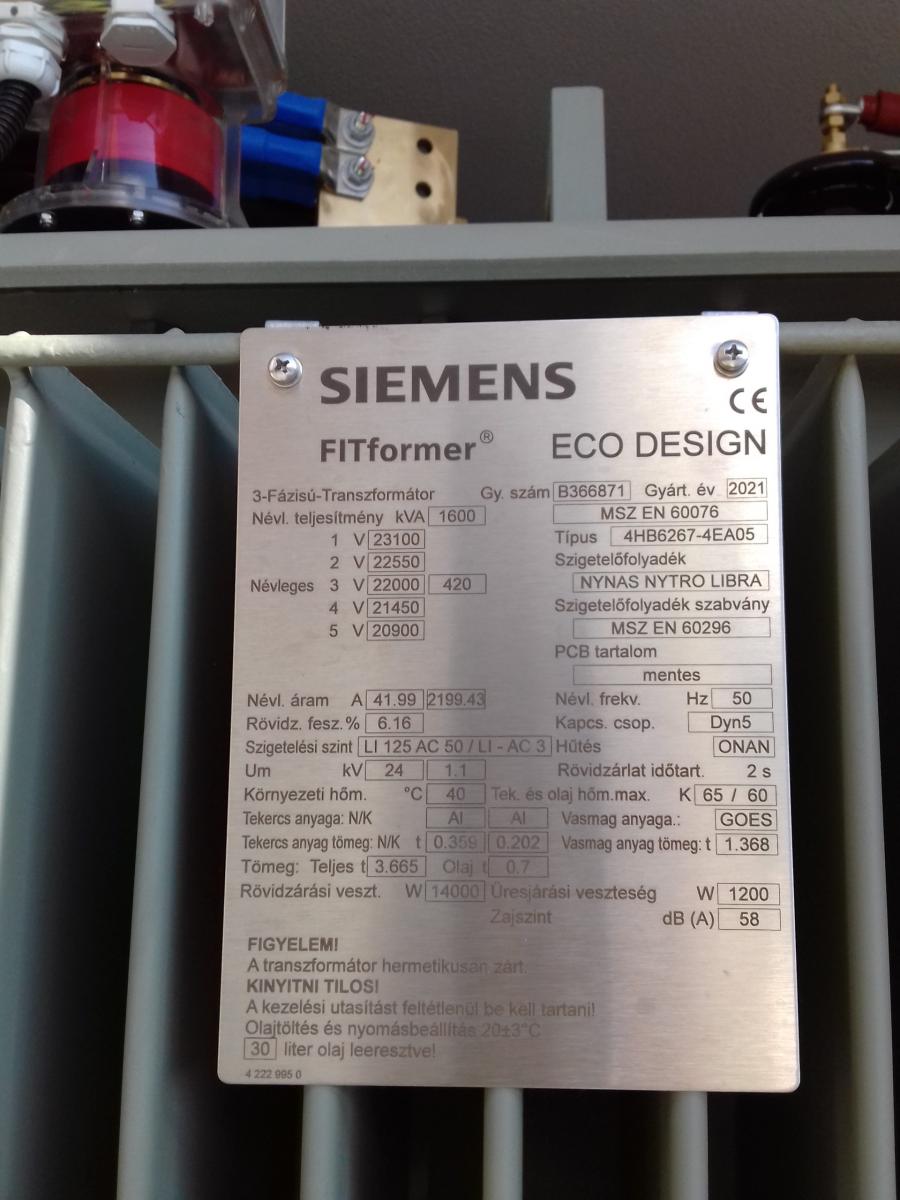 SIEMENS
CE
FITformer® ECO DESIGN
3-Fázisú-Transzformátor Gy. szám B366871 Gyárt. év 2021
Névl. teljesítmény kVA 1600 MSZ EN 60076
1 V 23100 Típus 4HB6267-4EA05
2 V 22550 Szigetelőfolyadék
Névleges 3 V 22000 420 NYNAS NYTRO LIBRA
4 V 21450 Szigetelőfolyadék szabvány
5 V 20900 MSZ EN 60296
PCB tartalom
mentes
Névl. áram A 41.99 2199.43 Névl. frekv. Hz 50
Rövidz. fesz.% 6.16 Kapcs. csop. Dyn5
Szigetelési szint LI 125 AC 50 / LI - AC 3 Hűtés ONAN
Um kV 24 1.1 Rövidzárlat időtart. 2 s
Környezeti hőm. °C 40 Tek. és olaj hőm.max. K 65 / 60
Tekercs anyaga: N/K Al Al Vasmag anyaga.: GOES
Tekercs anyag tömeg: N/K t 0.359 0.202 Vasmag anyag tömeg: t 1.368
Tömeg: Teljes t 3.665 Olaj t 0.7
Rövidzárási veszt. W 14000 Üresjárási veszteség W 1200
Zajszint dB (A) 58
FIGYELEM!
A transzformátor hermetikusan zárt.
KINYITNI TILOS!
A kezelési utasítást feltétlenül be kell tartani!
Olajtöltés és nyomásbeállítás 20±3°C
30 liter olaj leeresztve!
4 222 995 0